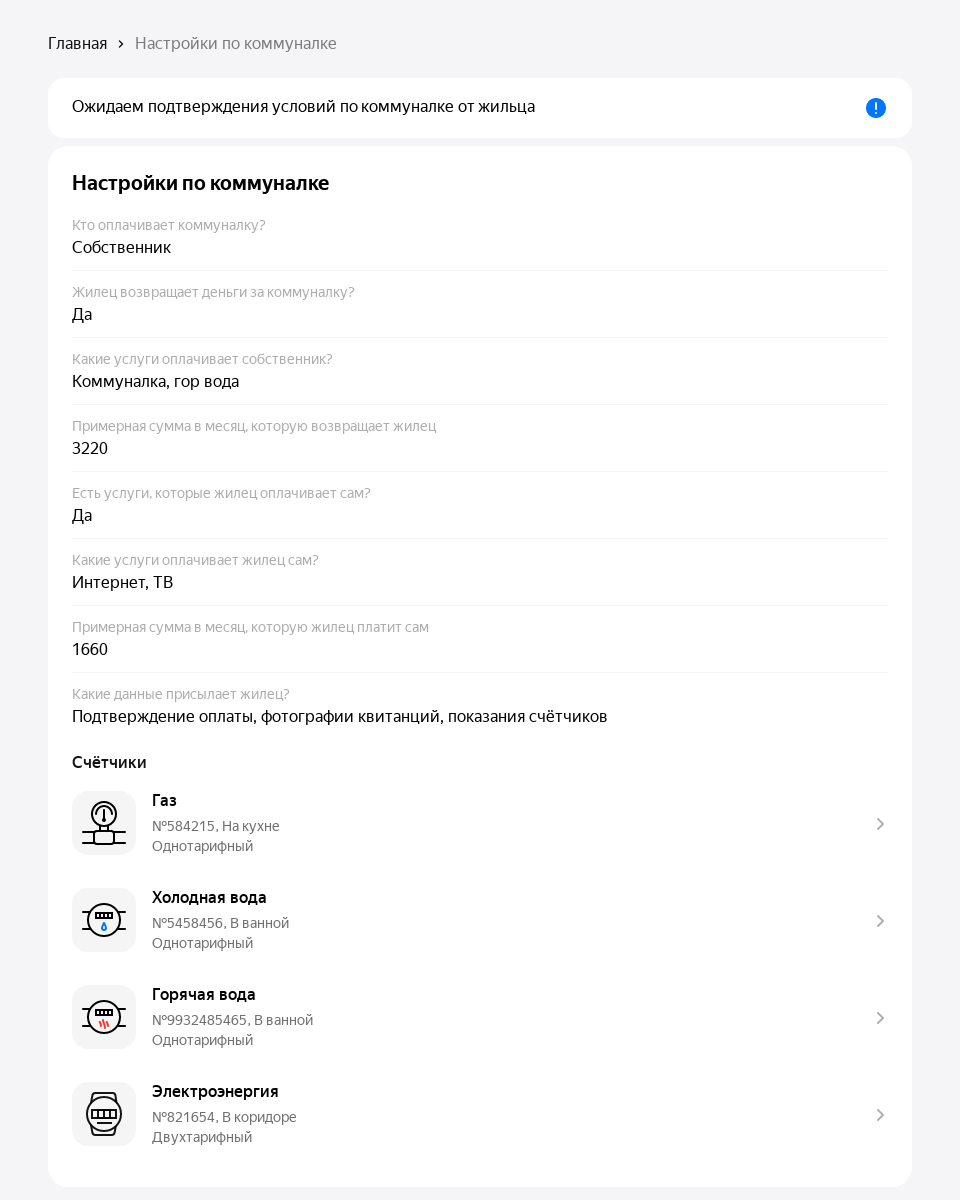 Главная
Настройки по коммуналке
Ожидаем подтверждения условий по коммуналке от жильца
Настройки по коммуналке
Кто оплачивает коммуналку?
Собственник
Жилец возвращает деньги за коммуналку?
Да
Какие услуги оплачивает собственник?
Коммуналка, гор вода
Примерная сумма в месяц, которую возвращает жилец
3220
Есть услуги, которые жилец оплачивает сам?
Да
Какие услуги оплачивает жилец сам?
Интернет, ТВ
Примерная сумма в месяц, которую жилец платит сам
1660
Какие данные присылает жилец?
Подтверждение оплаты, фотографии квитанций, показания счётчиков
Счётчики
Газ
№584215, На кухне
Однотарифный
Холодная вода
№5458456, В ванной
Однотарифный
Горячая вода
№9932485465, В ванной
Однотарифный
Электроэнергия
№821654, В коридоре
Двухтарифный